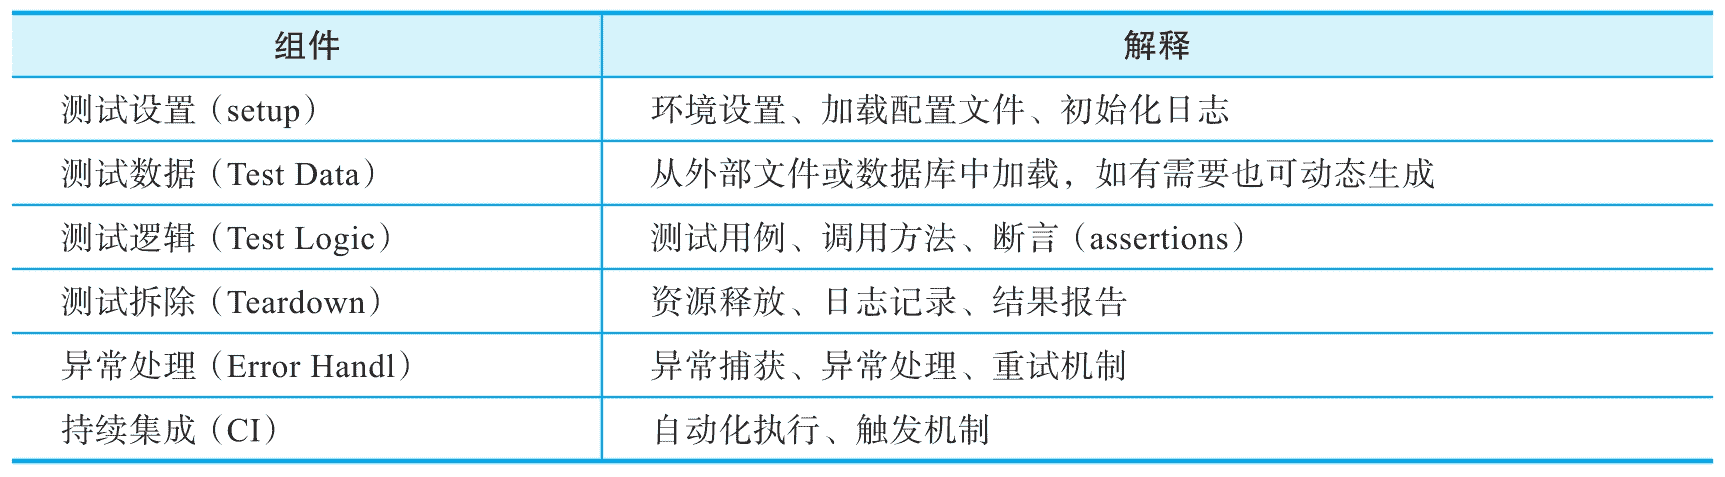 组件 解释
测试设置（setup） 环境设置、加载配置文件、初始化日志
测试数据（Test Data） 从外部文件或数据库中加载，如有需要也可动态生成
测试逻辑（Test Logic） 测试用例、调用方法、断言（assertions）
测试拆除（Teardown） 资源释放、日志记录、结果报告
异常处理（Error Handl） 异常捕获、异常处理、重试机制
持续集成（CI） 自动化执行、触发机制